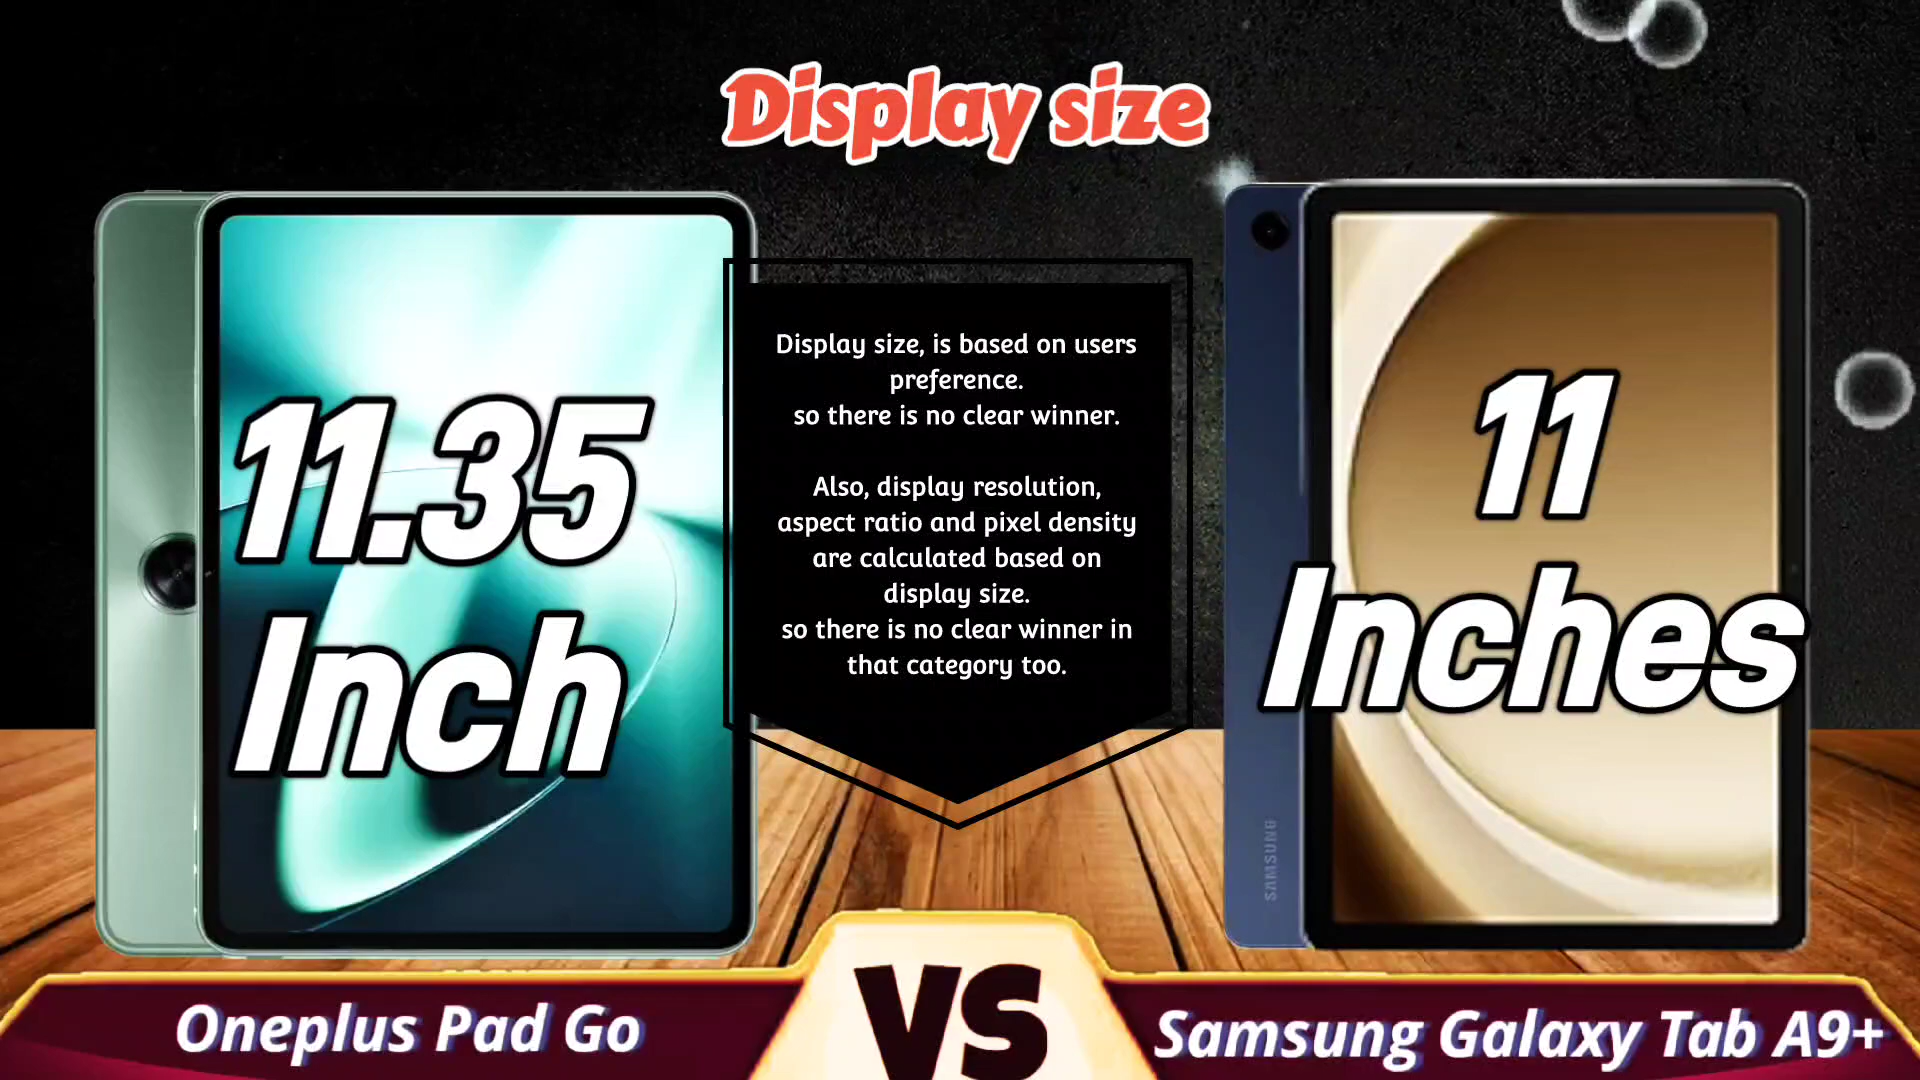 Display size
11.35
Inch
Display size, is based on users
preference.
so there is no clear winner.
Also, display resolution,
aspect ratio and pixel density
are calculated based on
display size.
so there is no clear winner in
that category too.
11
Inches
SAMSUNG
Oneplus Pad Go
VS
Samsung Galaxy Tab A9+